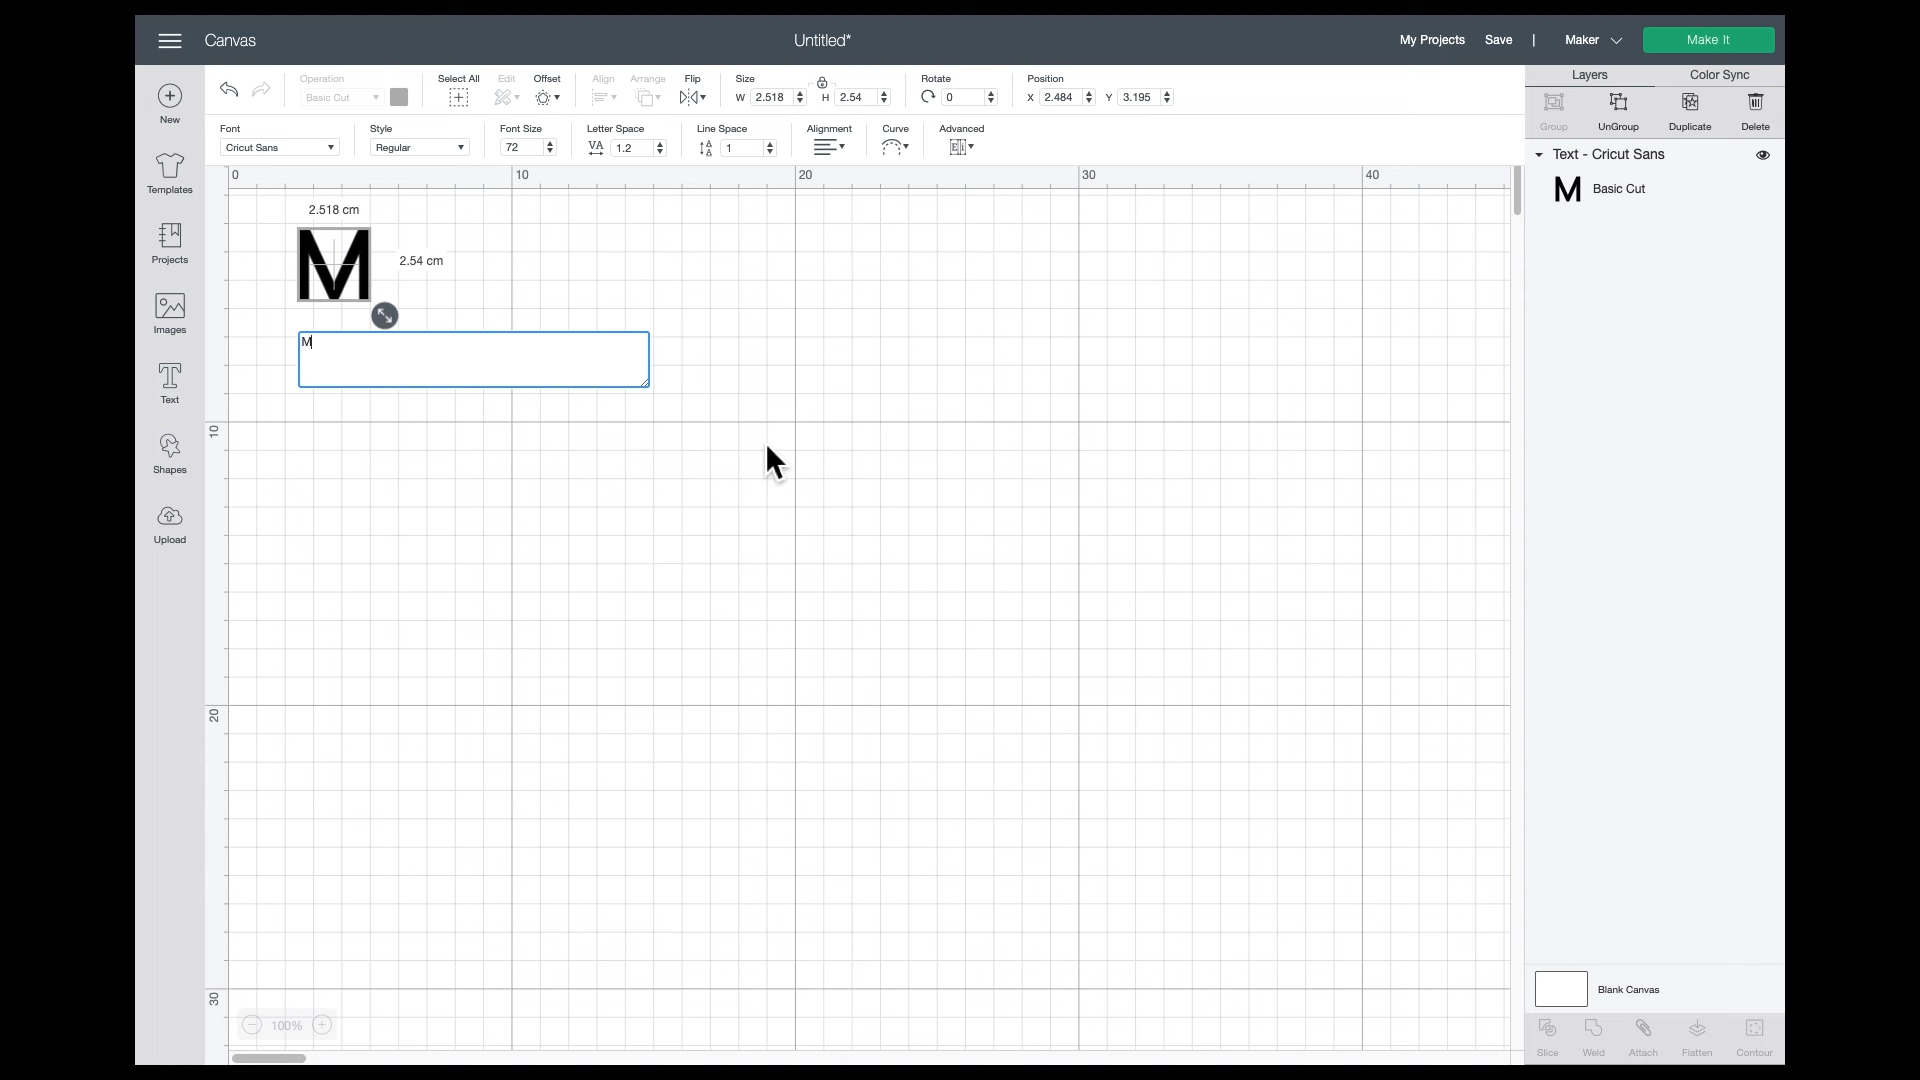 Canvas
Untitled*
My Projects Save | Maker Make It
New
Templates
Projects
Images
Text
Shapes
Upload
Operation
Basic Cut
Select All
Edit
Offset
Align
Arrange
Flip
Size
W 2.518
H 2.54
Rotate
0
Position
X 2.484
Y 3.195
Font
Cricut Sans
Style
Regular
Font Size
72
Letter Space
VA 1.2
Line Space
1
Alignment
Curve
Advanced
0 10 20 30 40
2.518 cm
M
2.54 cm
M
10
20
30
100%
Layers Color Sync
Group UnGroup Duplicate Delete
Text - Cricut Sans
M Basic Cut
Blank Canvas
Slice Weld Attach Flatten Contour